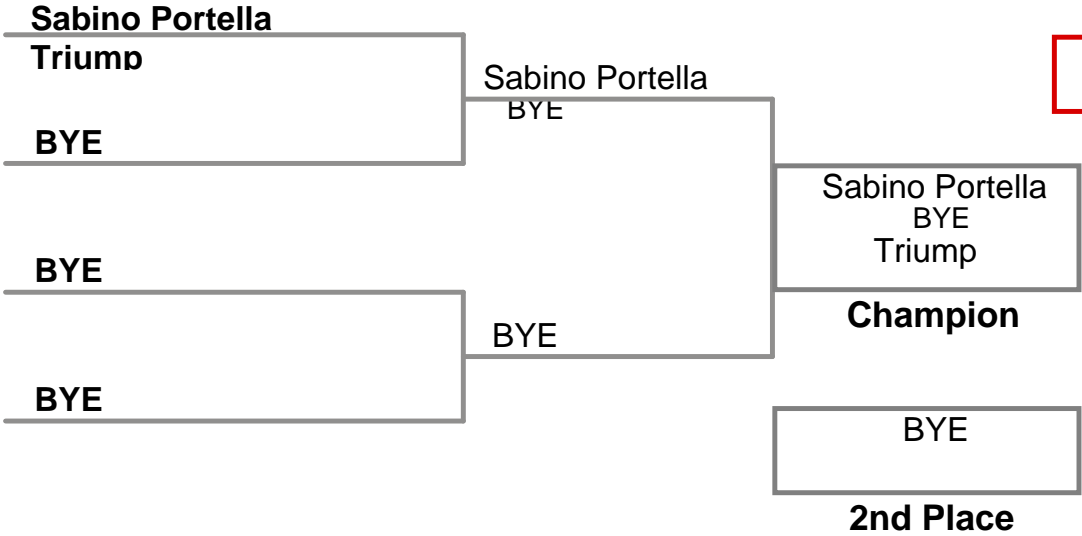 Sabino Portella
Triump
BYE
BYE
BYE
Sabino Portella
BYE
BYE
Sabino Portella
BYE
Triump
Champion
BYE
2nd Place